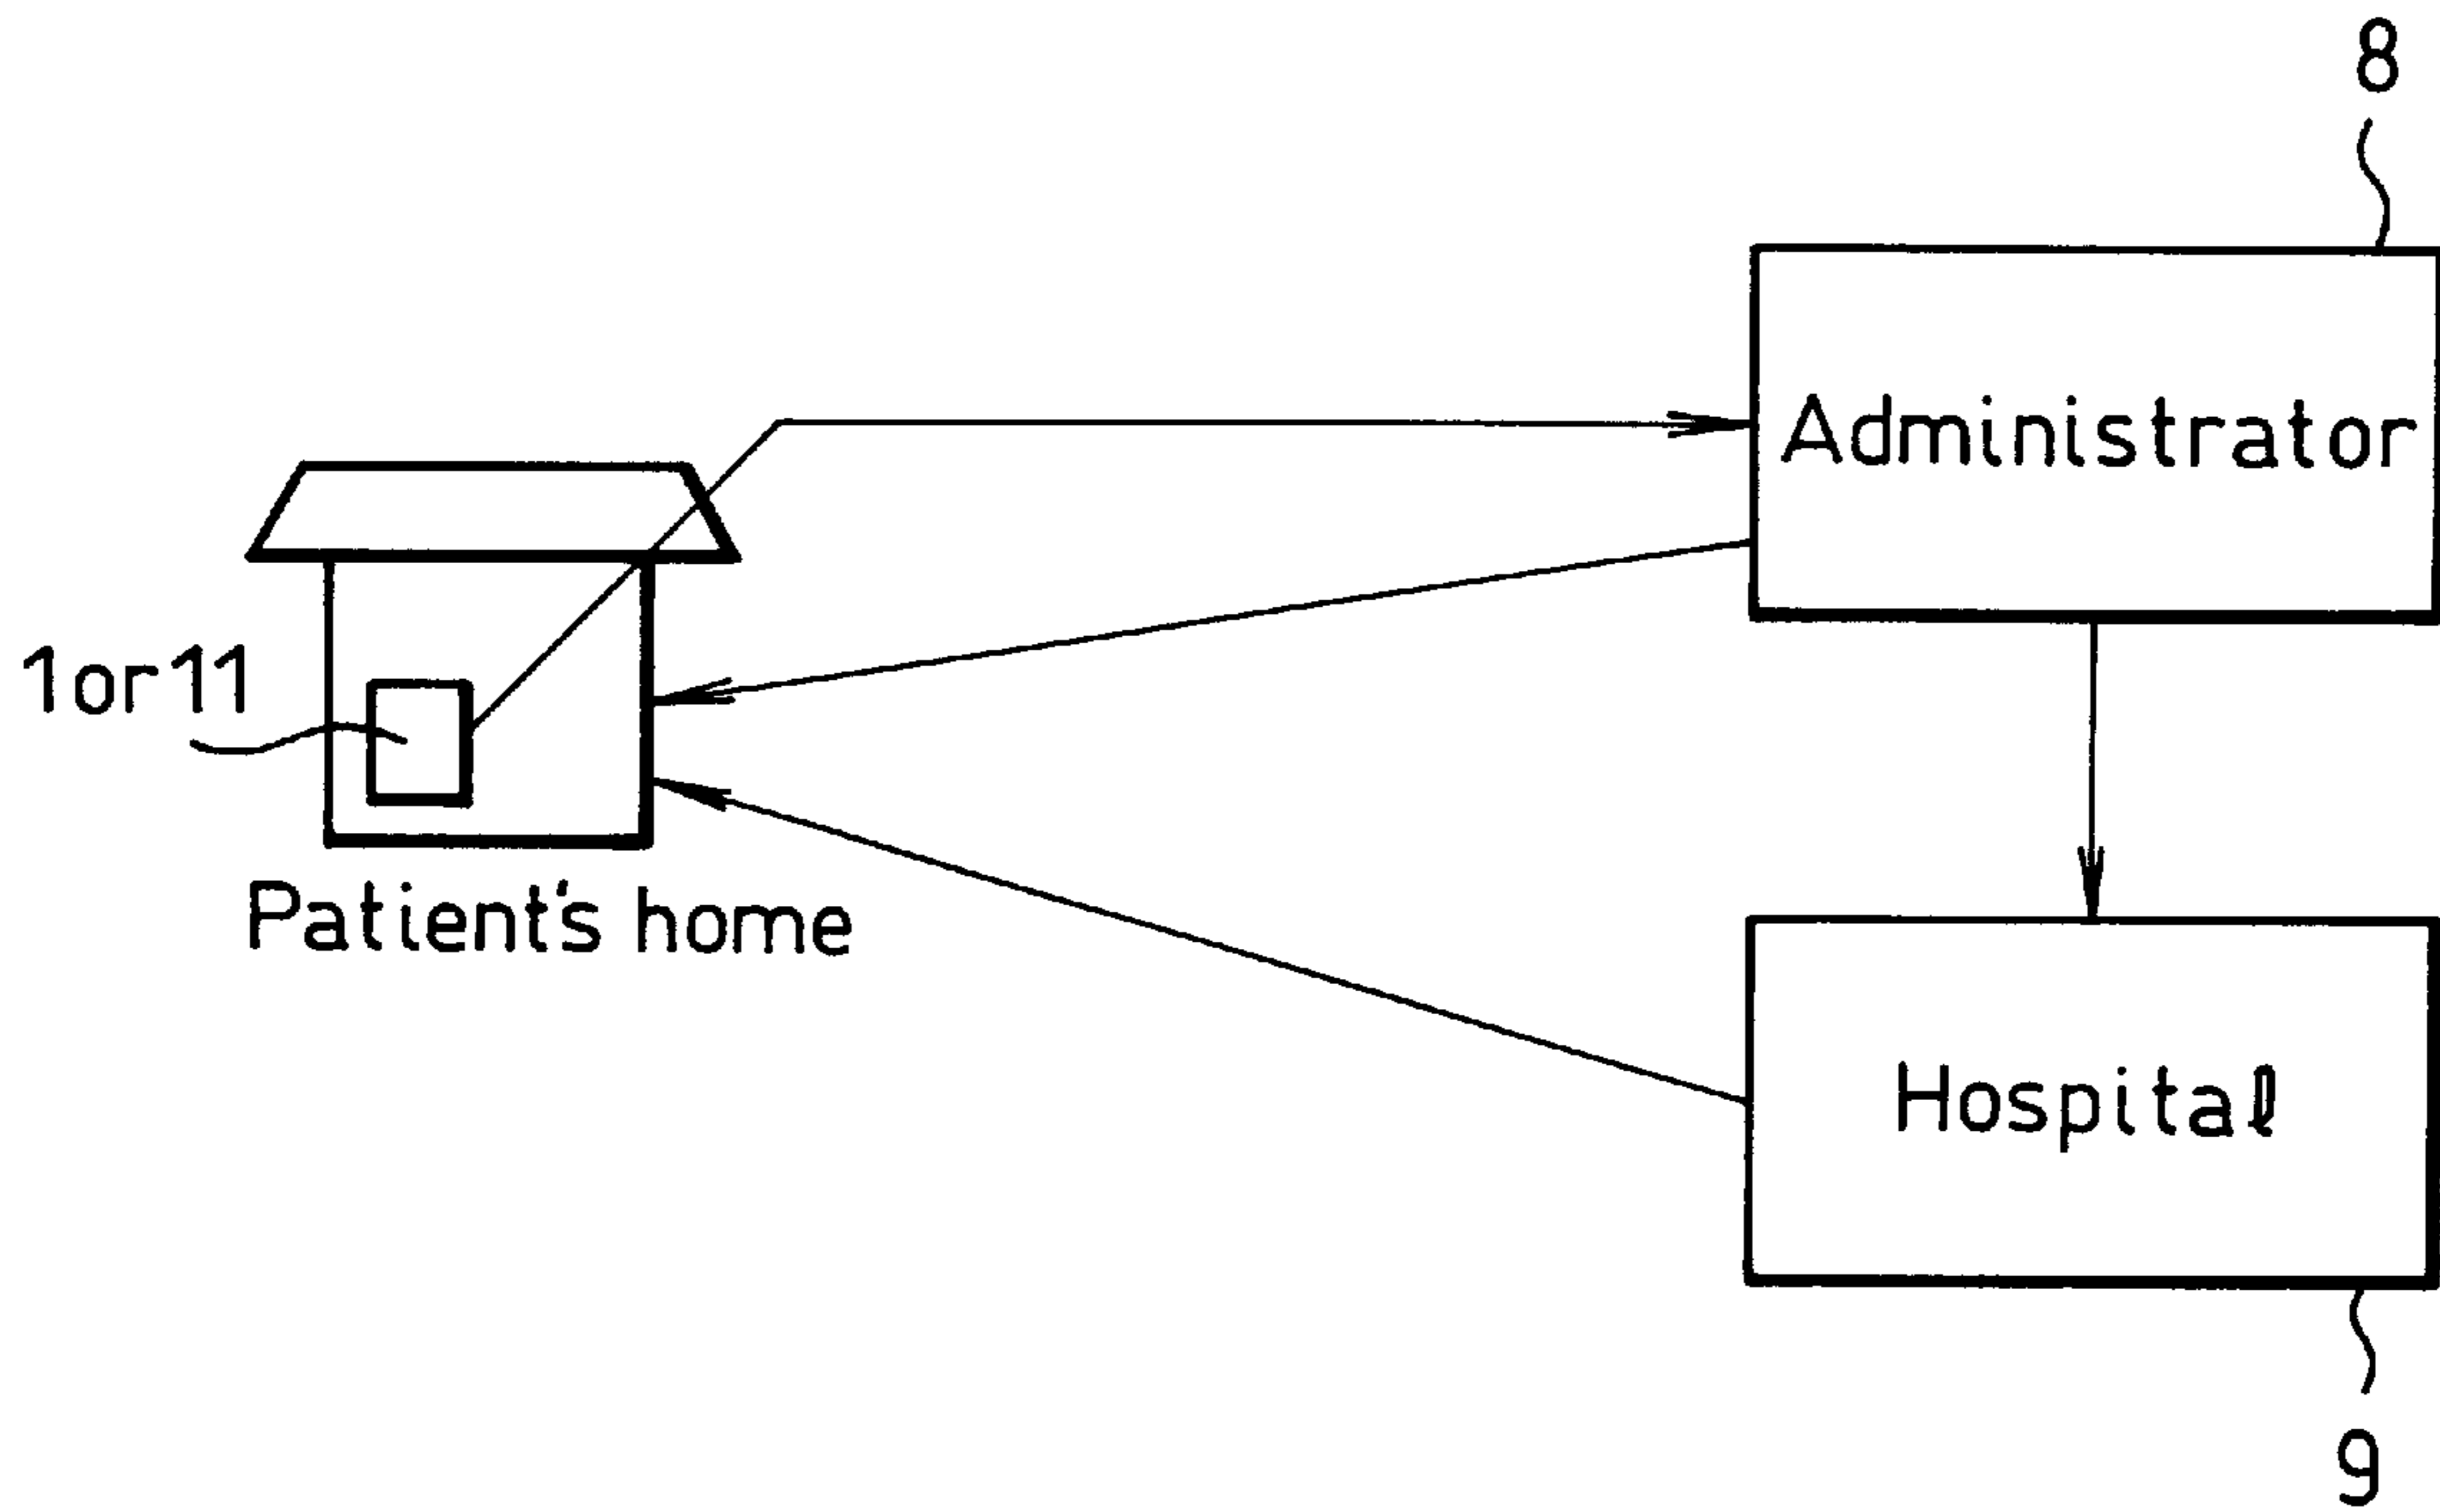 8
Administrator
1or11
Patient's home
Hospital
9